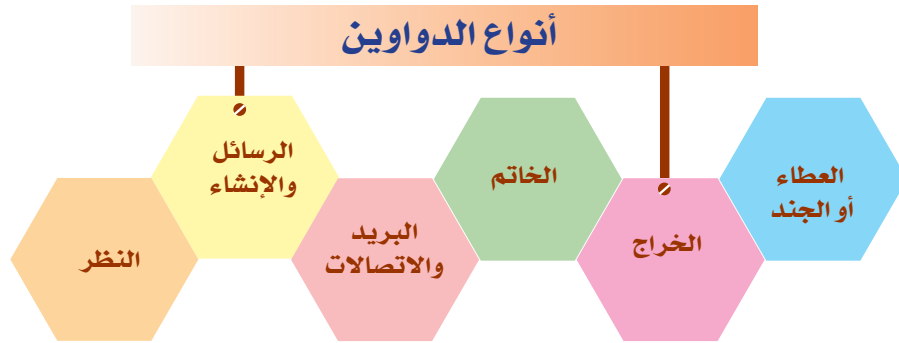 أنواع الدواوين
العطاء
أو الجند
الخراج
الخاتم
البريد
والاتصالات
الرسائل
والإنشاء
النظر